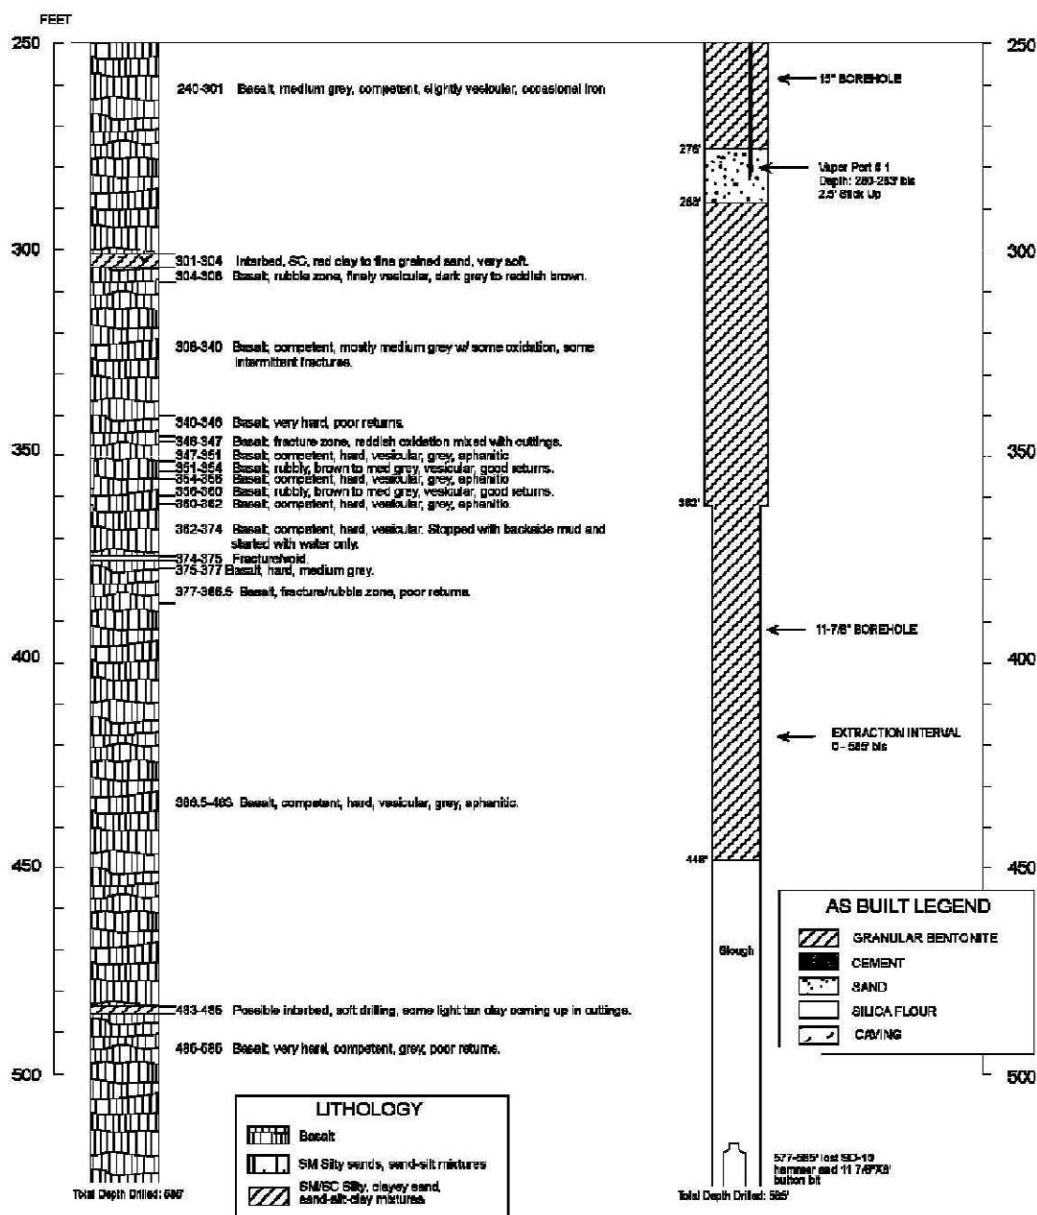 FEET
250
250
240-301 Basalt, medium grey, competent, slightly vesicular, occasional iron
15" BOREHOLE
276'
Vapor Port # 1
Depth: 280-283' bls
2.5' Stick Up
288'
300
300
301-304 Interbed, SC, red clay to fine grained sand, very soft.
304-308 Basalt, rubble zone, finely vesicular, dark grey to reddish brown.
308-340 Basalt, competent, mostly medium grey w/ some oxidation, some
intermittent fractures.
340-346 Basalt, very hard, poor returns.
346-347 Basalt, fracture zone, reddish oxidation mixed with cuttings.
350
350
347-351 Basalt, competent, hard, vesicular, grey, aphanitic
351-354 Basalt, rubbly, brown to med grey, vesicular, good returns.
354-356 Basalt, competent, hard, vesicular, grey, aphanitic
356-360 Basalt, rubbly, brown to med grey, vesicular, good returns.
360-362 Basalt, competent, hard, vesicular, grey, aphanitic.
362'
362-374 Basalt, competent, hard, vesicular. Stopped with backside mud and
started with water only.
374-375 Fracture/void.
375-377 Basalt, hard, medium grey.
377-386.5 Basalt, fracture/rubble zone, poor returns.
11-7/8" BOREHOLE
400
400
EXTRACTION INTERVAL
0 - 585' bls
386.5-483 Basalt, competent, hard, vesicular, grey, aphanitic.
448'
450
450
AS BUILT LEGEND
GRANULAR BENTONITE
CEMENT
SAND
SILICA FLOUR
CAVING
Slough
483-485 Possible interbed, soft drilling, some light tan clay coming up in cuttings.
485-585 Basalt, very hard, competent, grey, poor returns.
500
500
LITHOLOGY
Basalt
SM Silty sands, sand-silt mixtures
SM/SC Silty, clayey sand,
sand-silt-clay mixtures
577-585' lost SD-10
hammer and 11 7/8"X8'
button bit
Total Depth Drilled: 585'
Total Depth Drilled: 585'